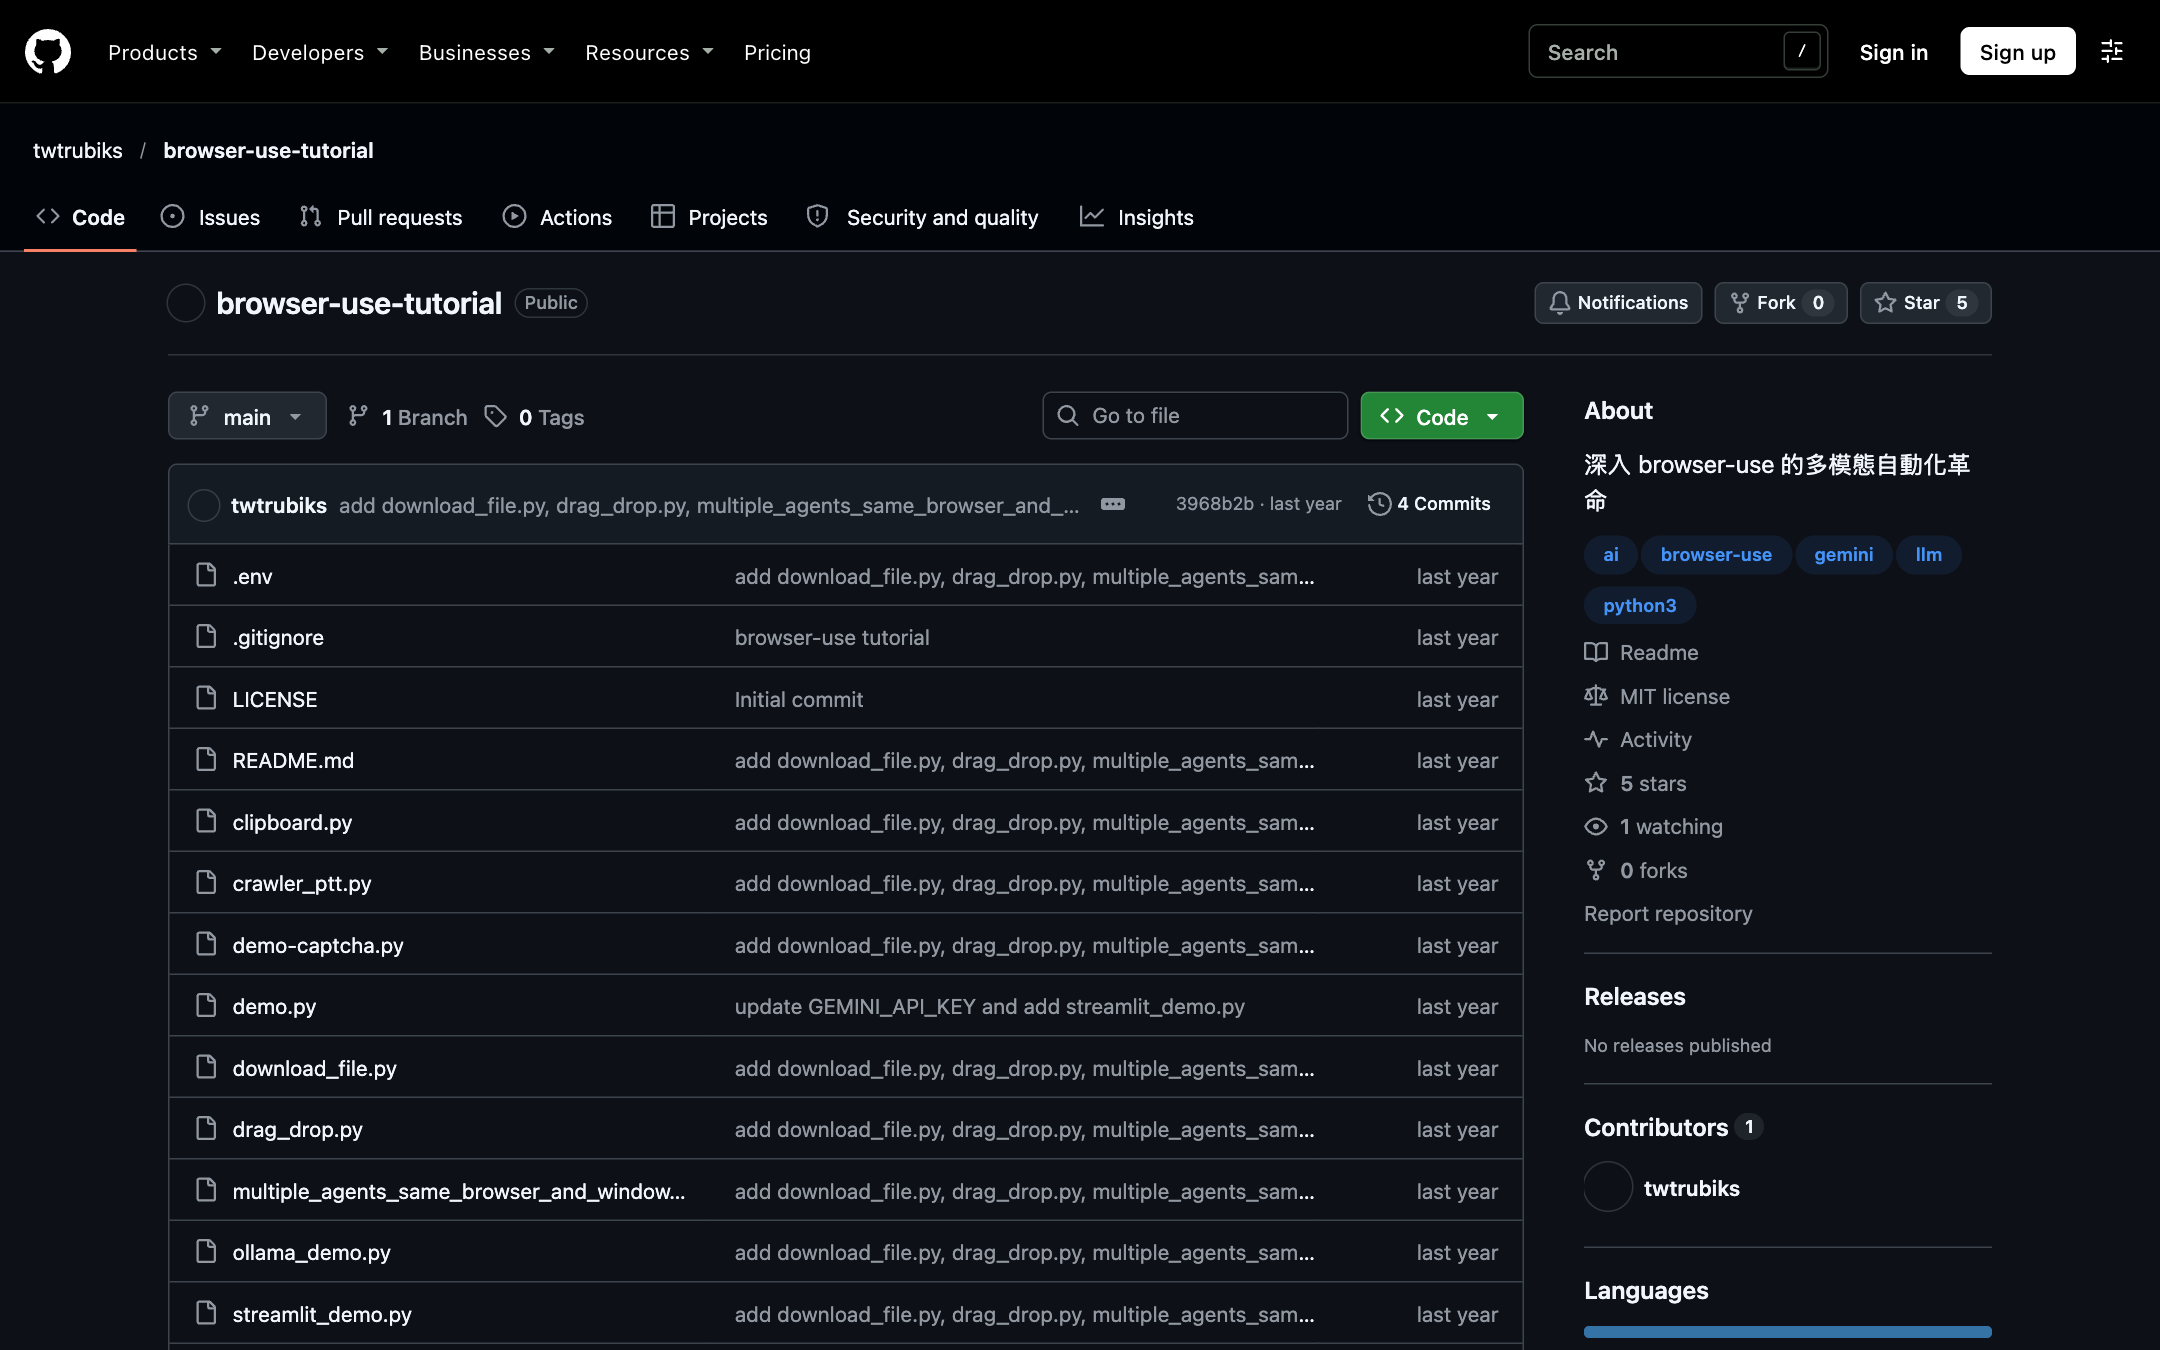 Products Developers Businesses Resources Pricing Search / Sign in Sign up
twtrubiks / browser-use-tutorial
Code Issues Pull requests Actions Projects Security and quality Insights
browser-use-tutorial Public Notifications Fork 0 Star 5
main 1 Branch 0 Tags Go to file Code
twtrubiks add download_file.py, drag_drop.py, multiple_agents_same_browser_and_... 3968b2b · last year 4 Commits
.env add download_file.py, drag_drop.py, multiple_agents_sam... last year
.gitignore browser-use tutorial last year
LICENSE Initial commit last year
README.md add download_file.py, drag_drop.py, multiple_agents_sam... last year
clipboard.py add download_file.py, drag_drop.py, multiple_agents_sam... last year
crawler_ptt.py add download_file.py, drag_drop.py, multiple_agents_sam... last year
demo-captcha.py add download_file.py, drag_drop.py, multiple_agents_sam... last year
demo.py update GEMINI_API_KEY and add streamlit_demo.py last year
download_file.py add download_file.py, drag_drop.py, multiple_agents_sam... last year
drag_drop.py add download_file.py, drag_drop.py, multiple_agents_sam... last year
multiple_agents_same_browser_and_window... add download_file.py, drag_drop.py, multiple_agents_sam... last year
ollama_demo.py add download_file.py, drag_drop.py, multiple_agents_sam... last year
streamlit_demo.py add download_file.py, drag_drop.py, multiple_agents_sam... last year
About
深入 browser-use 的多模態自動化革
命
ai browser-use gemini llm
python3
Readme
MIT license
Activity
5 stars
1 watching
0 forks
Report repository
Releases
No releases published
Contributors 1
twtrubiks
Languages